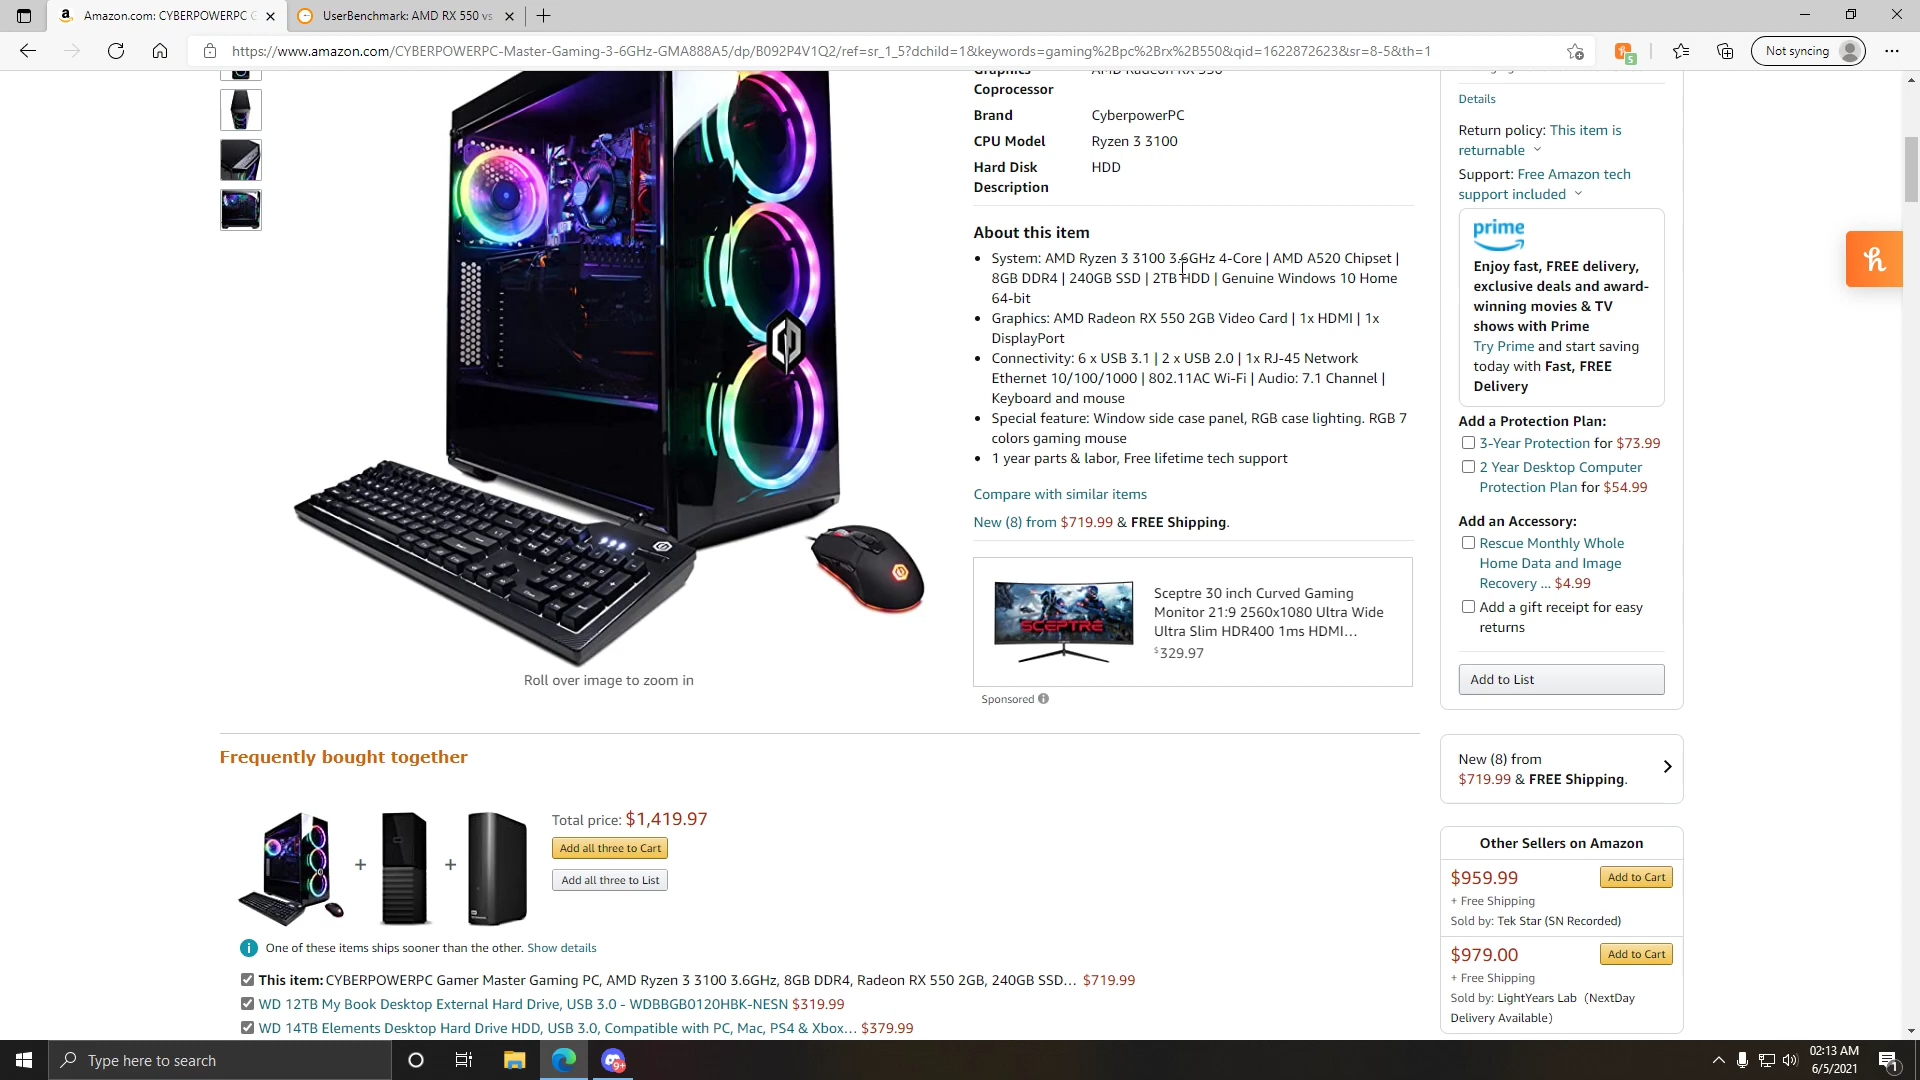 Amazon.com: CYBERPOWERPC G
UserBenchmark: AMD RX 550 vs
https://www.amazon.com/CYBERPOWERPC-Master-Gaming-3-6GHz-GMA888A5/dp/B092P4V1Q2/ref=sr_1_5?dchild=1&keywords=gaming%2Bpc%2Brx%2B550&qid=1622872623&sr=8-5&th=1
5
Not syncing
Graphics AMD Radeon RX 550
Coprocessor
Brand CyberpowerPC
CPU Model Ryzen 3 3100
Hard Disk HDD
Description
About this item
System: AMD Ryzen 3 3100 3.6GHz 4-Core | AMD A520 Chipset |
8GB DDR4 | 240GB SSD | 2TB HDD | Genuine Windows 10 Home
64-bit
Graphics: AMD Radeon RX 550 2GB Video Card | 1x HDMI | 1x
DisplayPort
Connectivity: 6 x USB 3.1 | 2 x USB 2.0 | 1x RJ-45 Network
Ethernet 10/100/1000 | 802.11AC Wi-Fi | Audio: 7.1 Channel |
Keyboard and mouse
Special feature: Window side case panel, RGB case lighting. RGB 7
colors gaming mouse
1 year parts & labor, Free lifetime tech support
Compare with similar items
New (8) from $719.99 & FREE Shipping.
SCEPTRE
Sceptre 30 inch Curved Gaming
Monitor 21:9 2560x1080 Ultra Wide
Ultra Slim HDR400 1ms HDMI...
$329.97
Sponsored
Roll over image to zoom in
Details
Return policy: This item is
returnable
Support: Free Amazon tech
support included
prime
Enjoy fast, FREE delivery,
exclusive deals and award-
winning movies & TV
shows with Prime
Try Prime and start saving
today with Fast, FREE
Delivery
Add a Protection Plan:
3-Year Protection for $73.99
2 Year Desktop Computer
Protection Plan for $54.99
Add an Accessory:
Rescue Monthly Whole
Home Data and Image
Recovery ... $4.99
Add a gift receipt for easy
returns
Add to List
New (8) from
$719.99 & FREE Shipping.
Other Sellers on Amazon
$959.99
Add to Cart
+ Free Shipping
Sold by: Tek Star (SN Recorded)
$979.00
Add to Cart
+ Free Shipping
Sold by: LightYears Lab (NextDay
Delivery Available)
Frequently bought together
+
+
Total price: $1,419.97
Add all three to Cart
Add all three to List
One of these items ships sooner than the other. Show details
This item: CYBERPOWERPC Gamer Master Gaming PC, AMD Ryzen 3 3100 3.6GHz, 8GB DDR4, Radeon RX 550 2GB, 240GB SSD... $719.99
WD 12TB My Book Desktop External Hard Drive, USB 3.0 - WDBBGB0120HBK-NESN $319.99
WD 14TB Elements Desktop Hard Drive HDD, USB 3.0, Compatible with PC, Mac, PS4 & Xbox... $379.99
Type here to search
9+
02:13 AM
6/5/2021
1